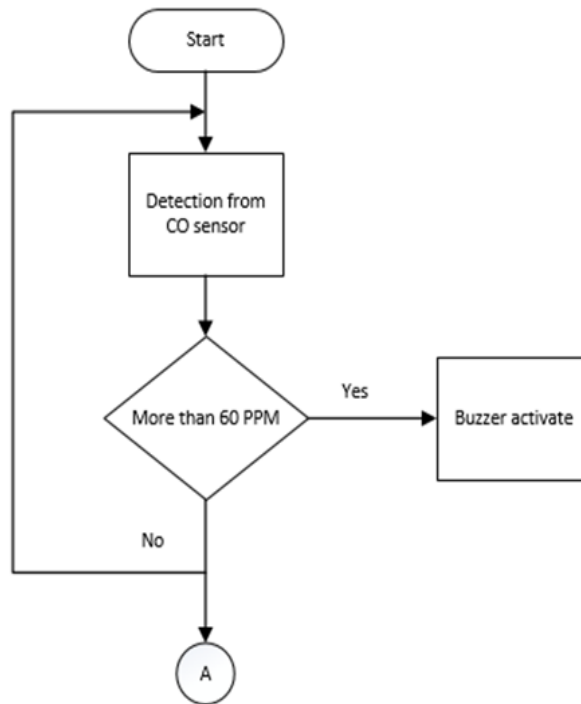 Start
Detection from
CO sensor
More than 60 PPM
Yes
Buzzer activate
No
A